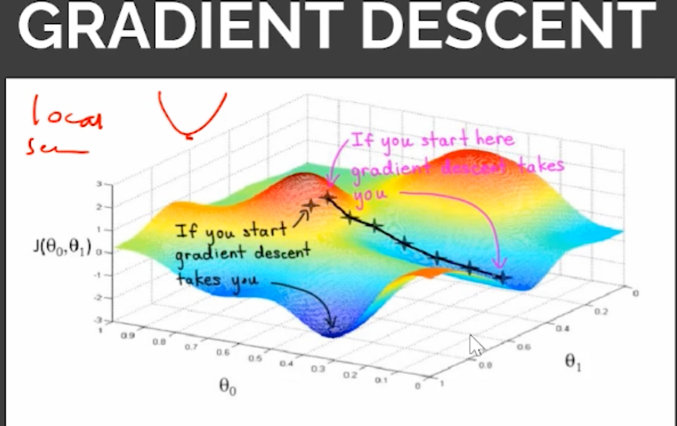 GRADIENT DESCENT
local
If you start here
gradient descent takes
you
If you start
gradient descent
takes you
J(θ₀,θ₁)
3
2
1
0
-1
-2
-3
1
0.9
0.8
0.7
0.6
0.5
0.4
0.3
0.2
0.1
0
θ₀
1
0.8
0.6
0.4
0.2
0
θ₁